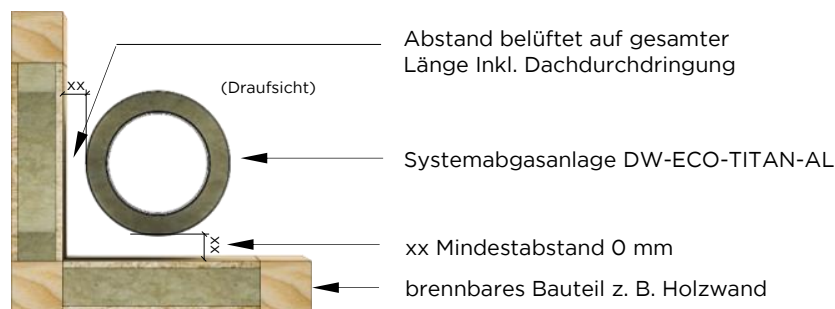 Abstand belüftet auf gesamter
Länge Inkl. Dachdurchdringung
xx
(Draufsicht)
Systemabgasanlage DW-ECO-TITAN-AL
xx
xx Mindestabstand 0 mm
brennbares Bauteil z. B. Holzwand